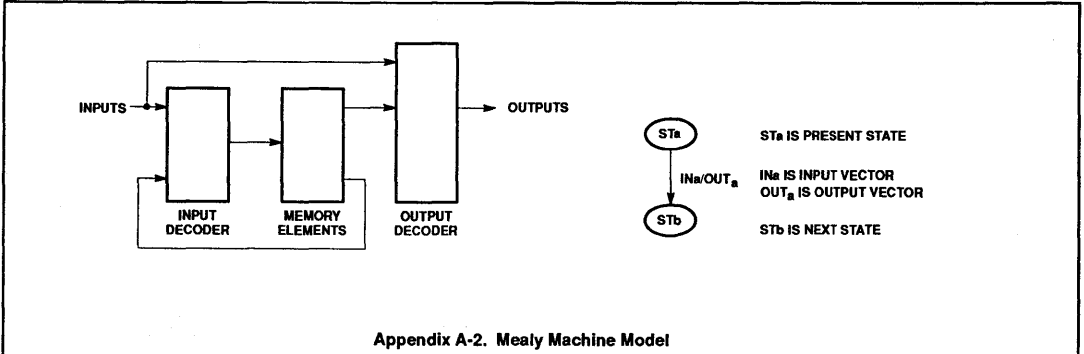 INPUTS
OUTPUTS
INPUT
DECODER
MEMORY
ELEMENTS
OUTPUT
DECODER
STa
STa IS PRESENT STATE
INa/OUTa
INa IS INPUT VECTOR
OUTa IS OUTPUT VECTOR
STb
STb IS NEXT STATE
Appendix A-2. Mealy Machine Model